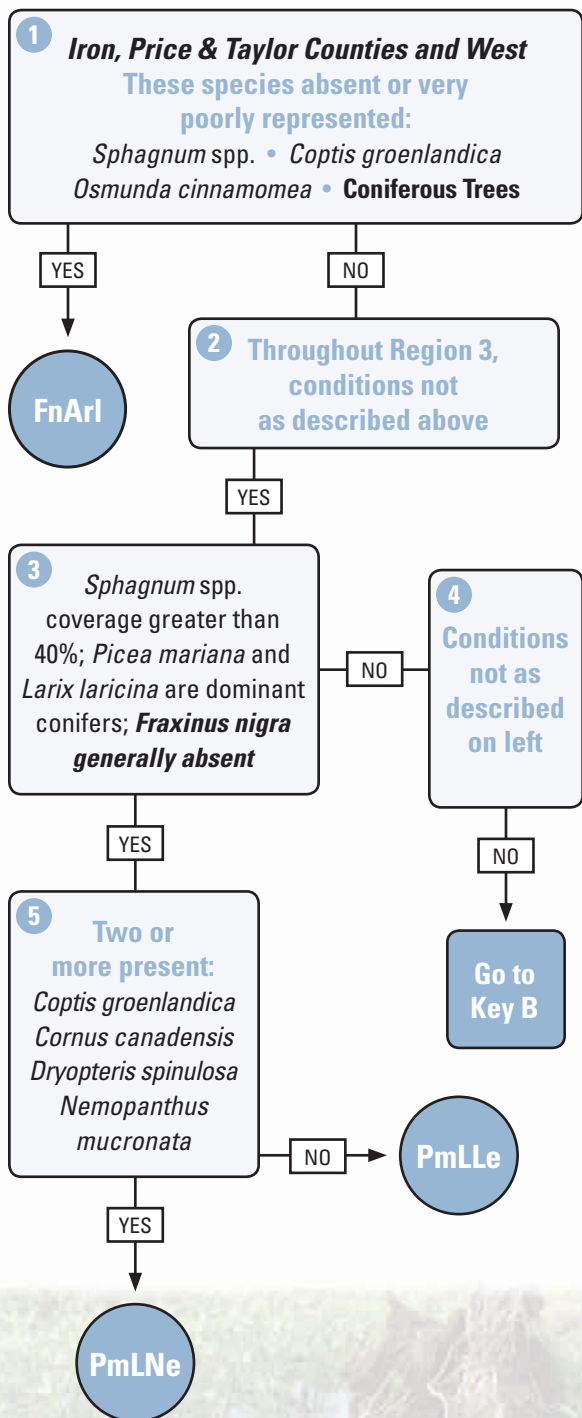 1
Iron, Price & Taylor Counties and West
These species absent or very
poorly represented:
Sphagnum spp. • Coptis groenlandica
Osmunda cinnamomea • Coniferous Trees
YES
NO
FnArI
2
Throughout Region 3,
conditions not
as described above
YES
3
Sphagnum spp.
coverage greater than
40%; Picea mariana and
Larix laricina are dominant
conifers; Fraxinus nigra
generally absent
NO
4
Conditions
not as
described
on left
YES
NO
5
Two or
more present:
Coptis groenlandica
Cornus canadensis
Dryopteris spinulosa
Nemopanthus
mucronata
Go to
Key B
NO
PmLLe
YES
PmLNe